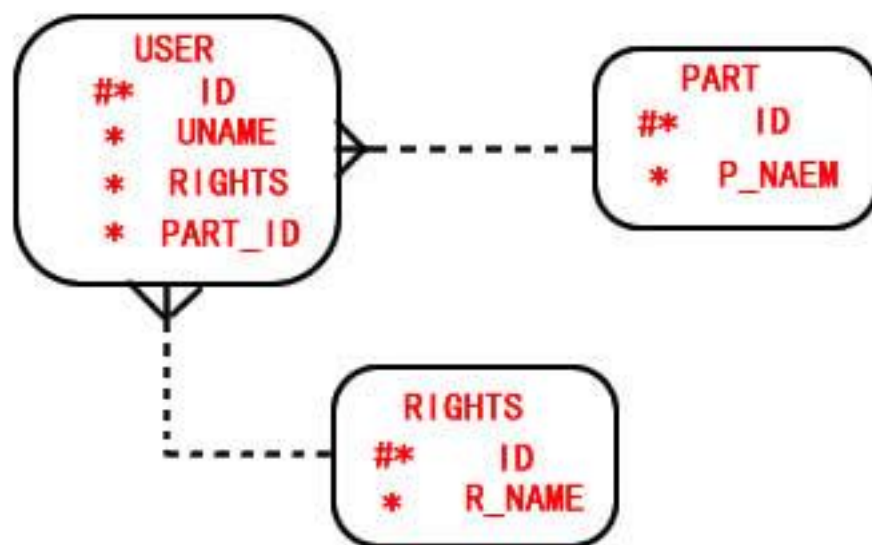 USER
#* ID
* UNAME
* RIGHTS
* PART_ID
PART
#* ID
* P_NAEM
RIGHTS
#* ID
* R_NAME